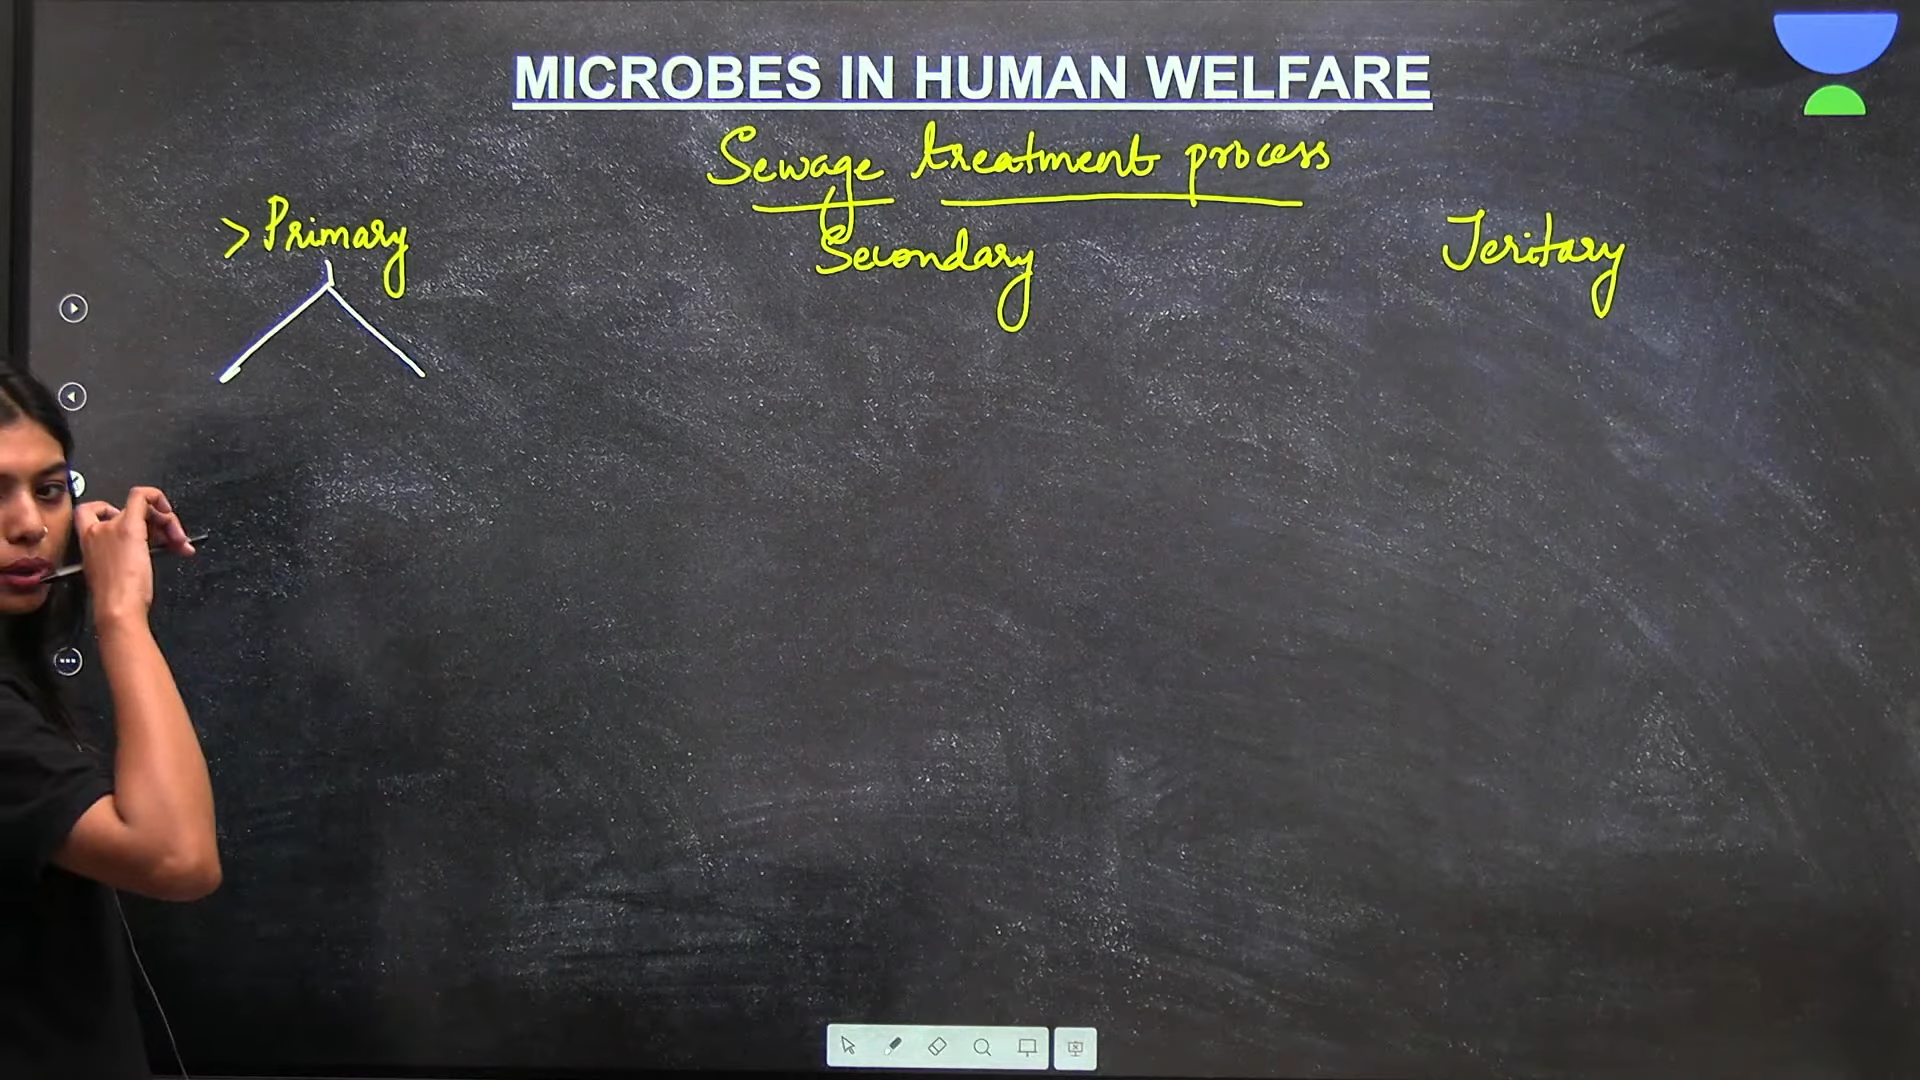 MICROBES IN HUMAN WELFARE
Sewage treatment process
> Primary
Secondary
Teritary